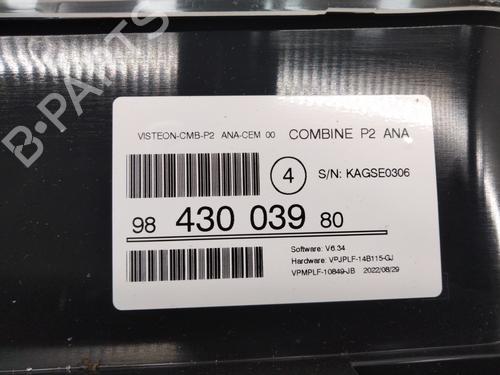 B-PARTS
VISTEON-CMB-P2 ANA-CEM 00 COMBINE P2 ANA
4 S/N: KAGSE0306
98 430 039 80
Software: V6.34
Hardware: VPJPLF-14B115-GJ
VPMPLF-10849-JB 2022/08/29